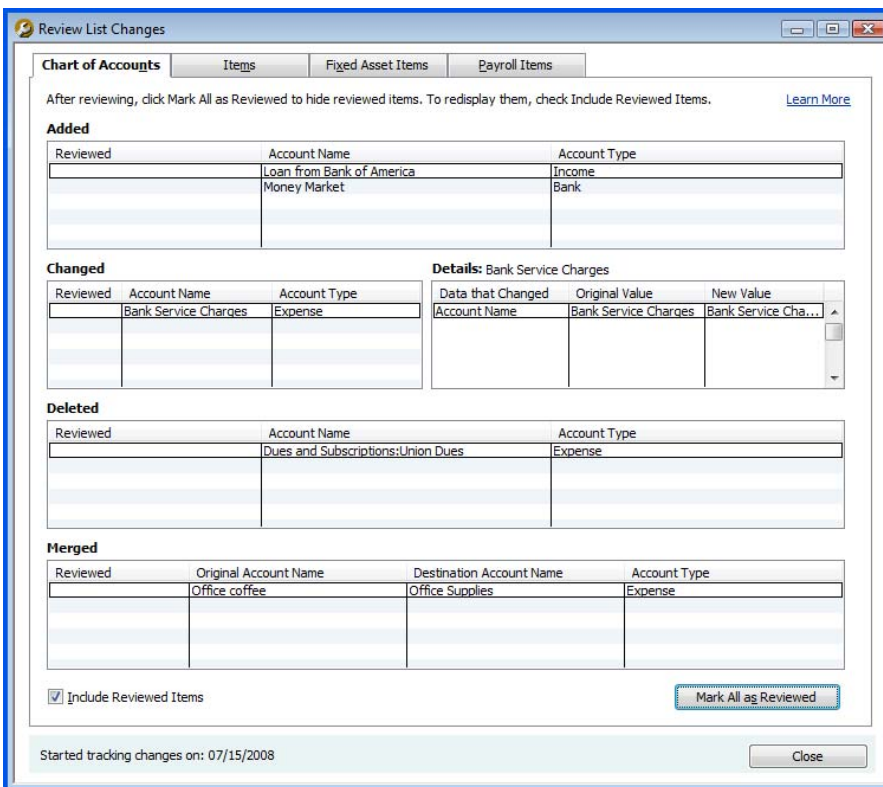 Review List Changes
Chart of Accounts Items Fixed Asset Items Payroll Items
After reviewing, click Mark All as Reviewed to hide reviewed items. To redisplay them, check Include Reviewed Items. Learn More
Added
Reviewed Account Name Account Type
Loan from Bank of America Income
Money Market Bank
Changed Details: Bank Service Charges
Reviewed Account Name Account Type Data that Changed Original Value New Value
Bank Service Charges Expense Account Name Bank Service Charges Bank Service Cha...
Deleted
Reviewed Account Name Account Type
Dues and Subscriptions:Union Dues Expense
Merged
Reviewed Original Account Name Destination Account Name Account Type
Office coffee Office Supplies Expense
Include Reviewed Items Mark All as Reviewed
Started tracking changes on: 07/15/2008 Close